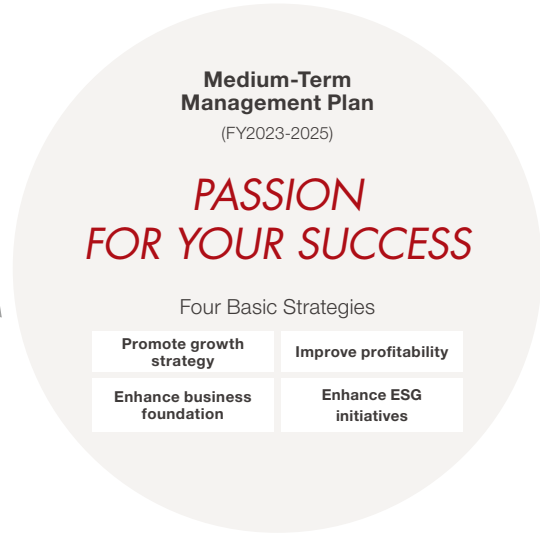 Medium-Term
Management Plan
(FY2023-2025)
PASSION
FOR YOUR SUCCESS
Four Basic Strategies
Promote growth
strategy
Improve profitability
Enhance business
foundation
Enhance ESG
initiatives